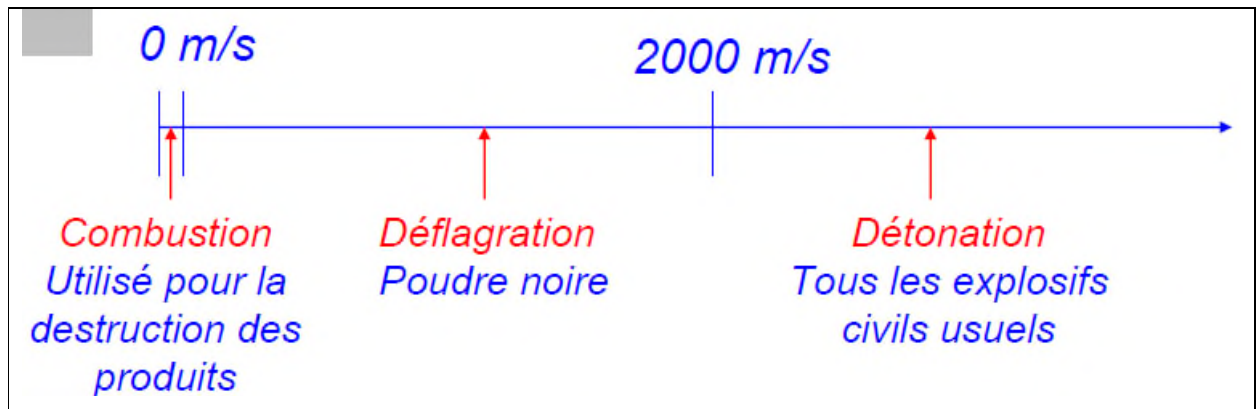 0 m/s
2000 m/s
Combustion
Utilisé pour la
destruction des
produits
Déflagration
Poudre noire
Détonation
Tous les explosifs
civils usuels